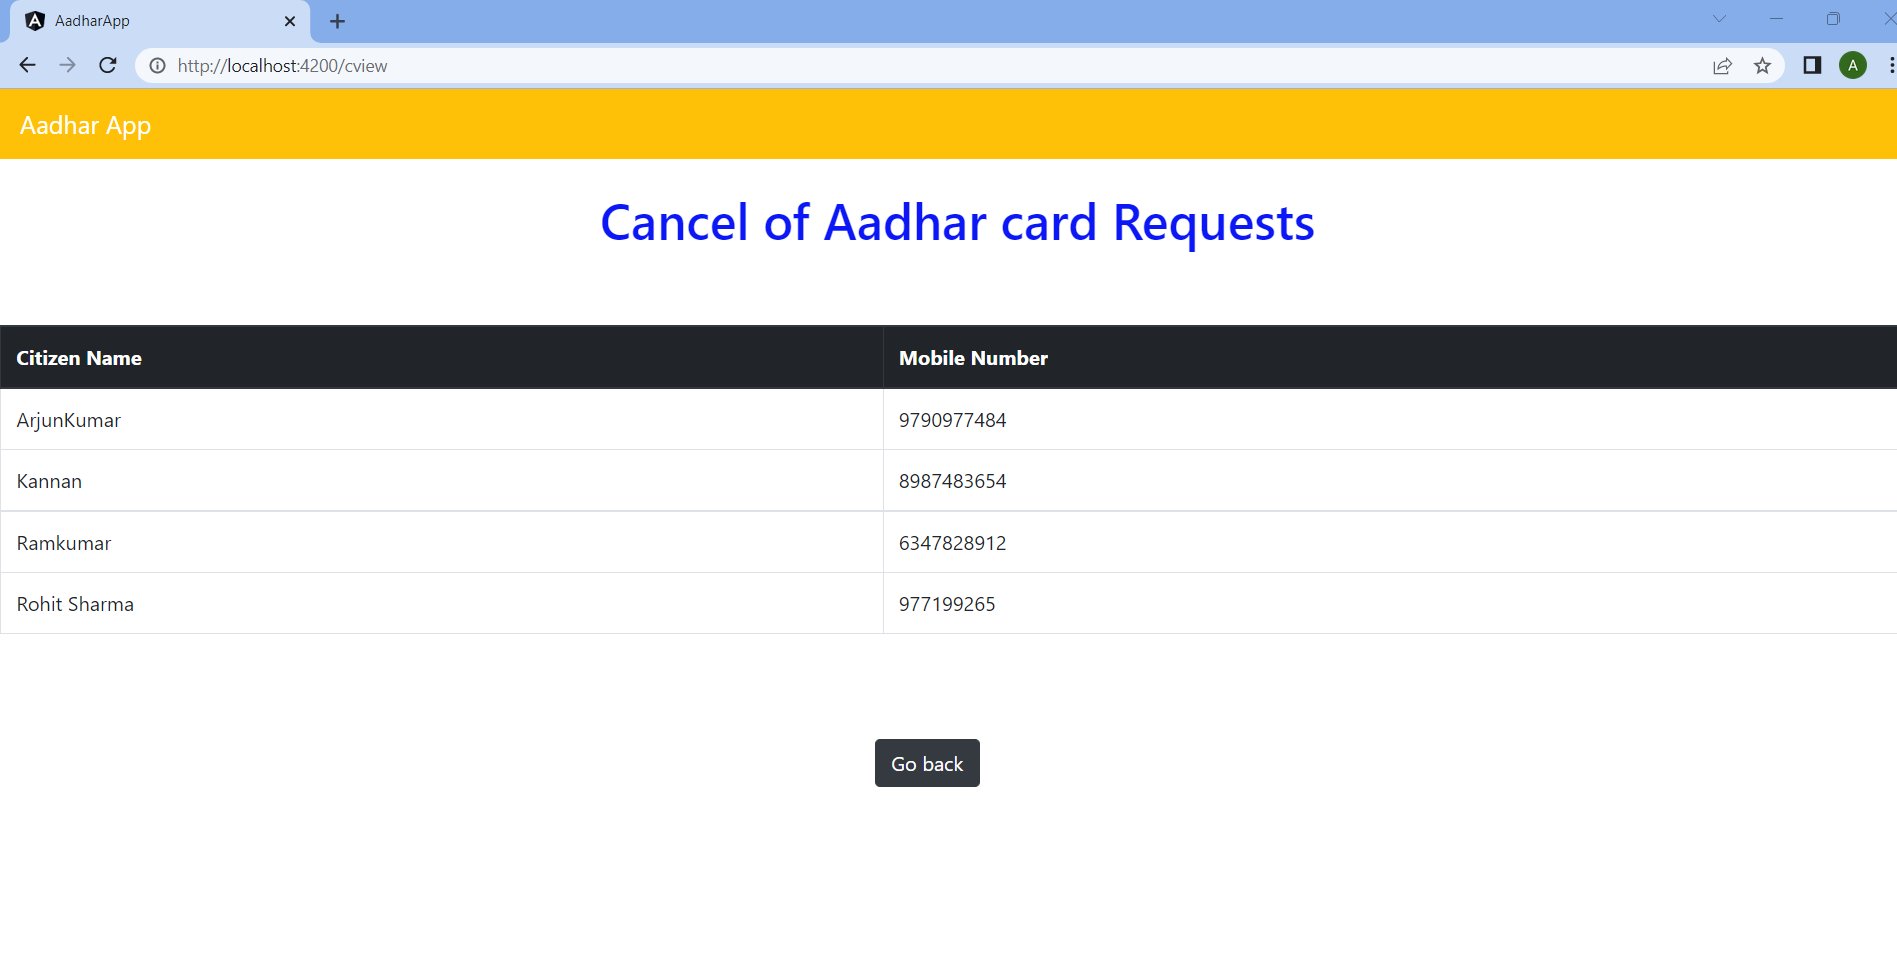 AadharApp
http://localhost:4200/cview
A
Aadhar App
Cancel of Aadhar card Requests
Citizen Name Mobile Number
ArjunKumar 9790977484
Kannan 8987483654
Ramkumar 6347828912
Rohit Sharma 977199265
Go back